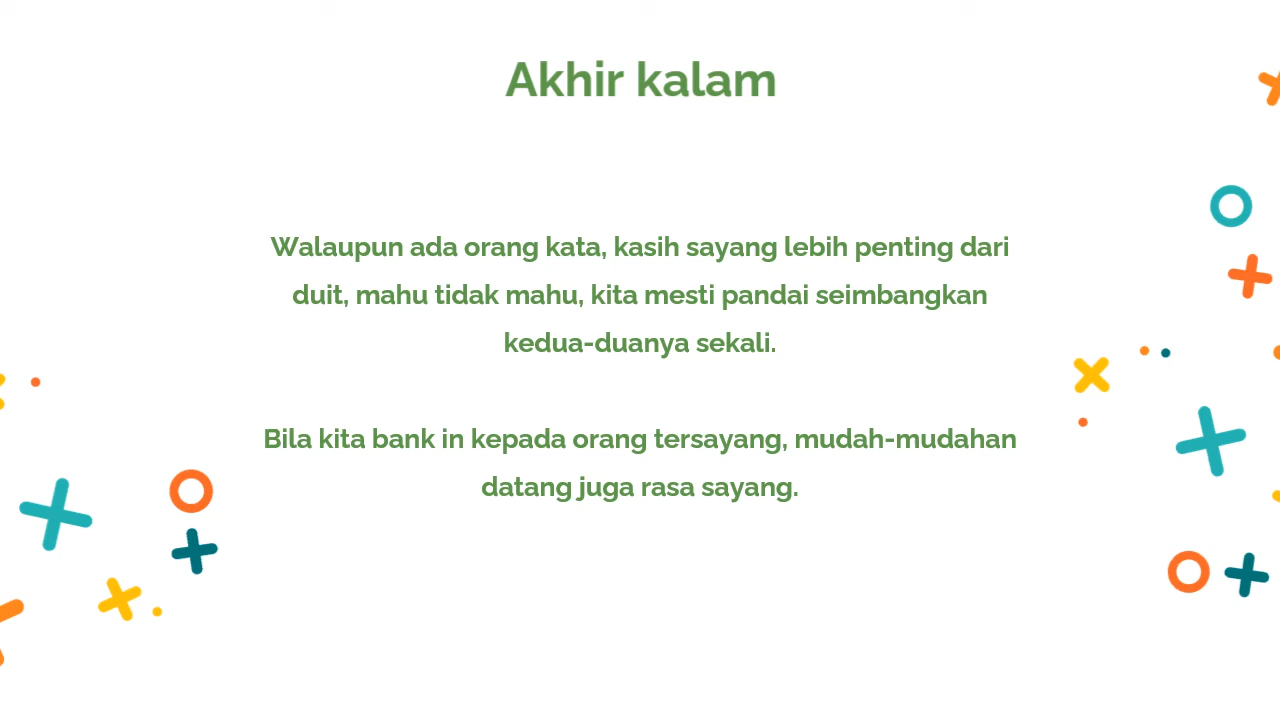 Akhir kalam
Walaupun ada orang kata, kasih sayang lebih penting dari
duit, mahu tidak mahu, kita mesti pandai seimbangkan
kedua-duanya sekali.
Bila kita bank in kepada orang tersayang, mudah-mudahan
datang juga rasa sayang.